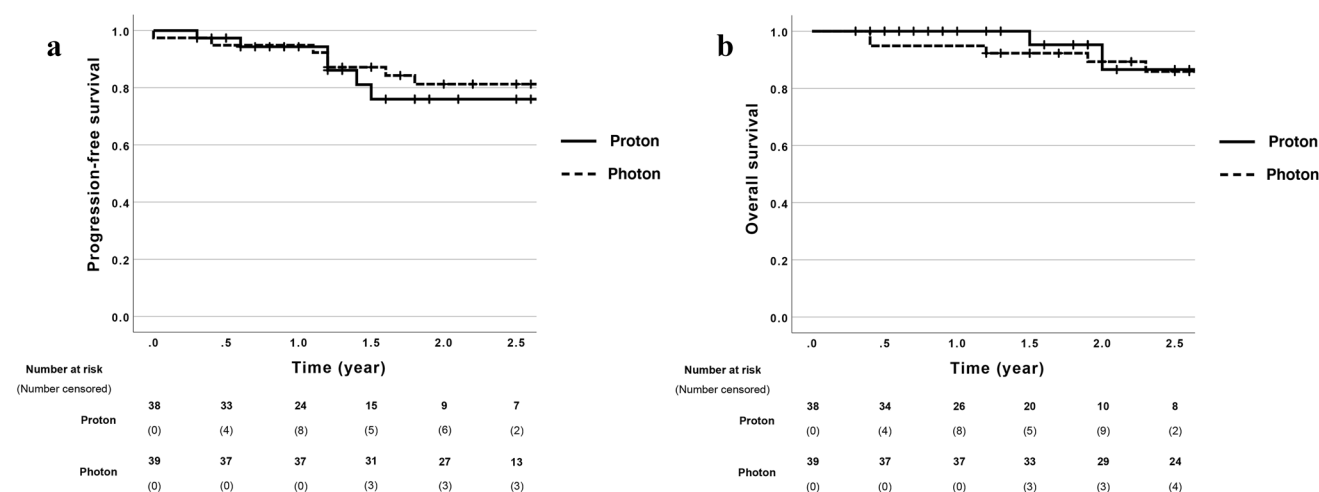 a
Progression-free survival
1.0
0.8
0.6
0.4
0.2
0.0
.0 .5 1.0 1.5 2.0 2.5
Time (year)
Proton
Photon
Number at risk
(Number censored)
Proton
38 33 24 15 9 7
(0) (4) (8) (5) (6) (2)
Photon
39 37 37 31 27 13
(0) (0) (0) (3) (3) (3)
b
Overall survival
1.0
0.8
0.6
0.4
0.2
0.0
.0 .5 1.0 1.5 2.0 2.5
Time (year)
Proton
Photon
Number at risk
(Number censored)
Proton
38 34 26 20 10 8
(0) (4) (8) (5) (9) (2)
Photon
39 37 37 33 29 24
(0) (0) (0) (3) (3) (4)